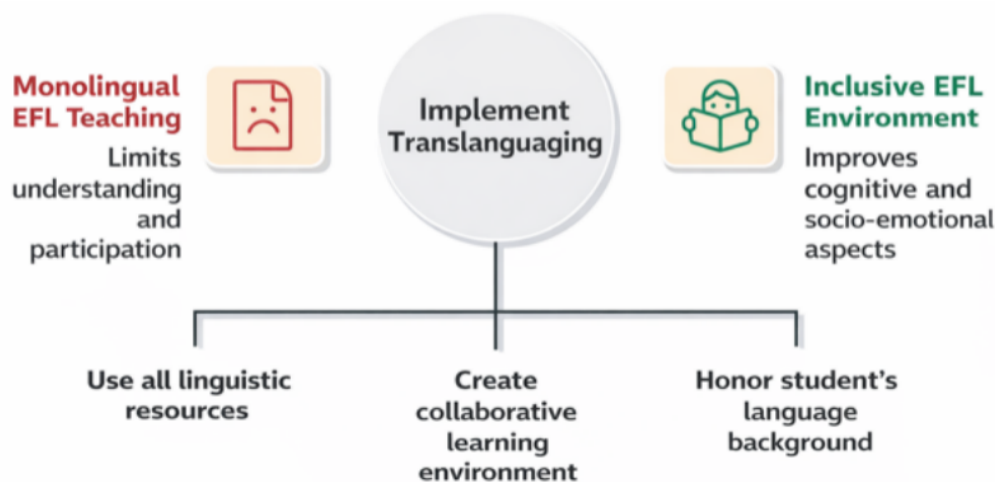 Monolingual
EFL Teaching
Limits
understanding
and
participation
Implement
Translanguaging
Inclusive EFL
Environment
Improves
cognitive and
socio-emotional
aspects
Use all linguistic
resources
Create
collaborative
learning
environment
Honor student's
language
background